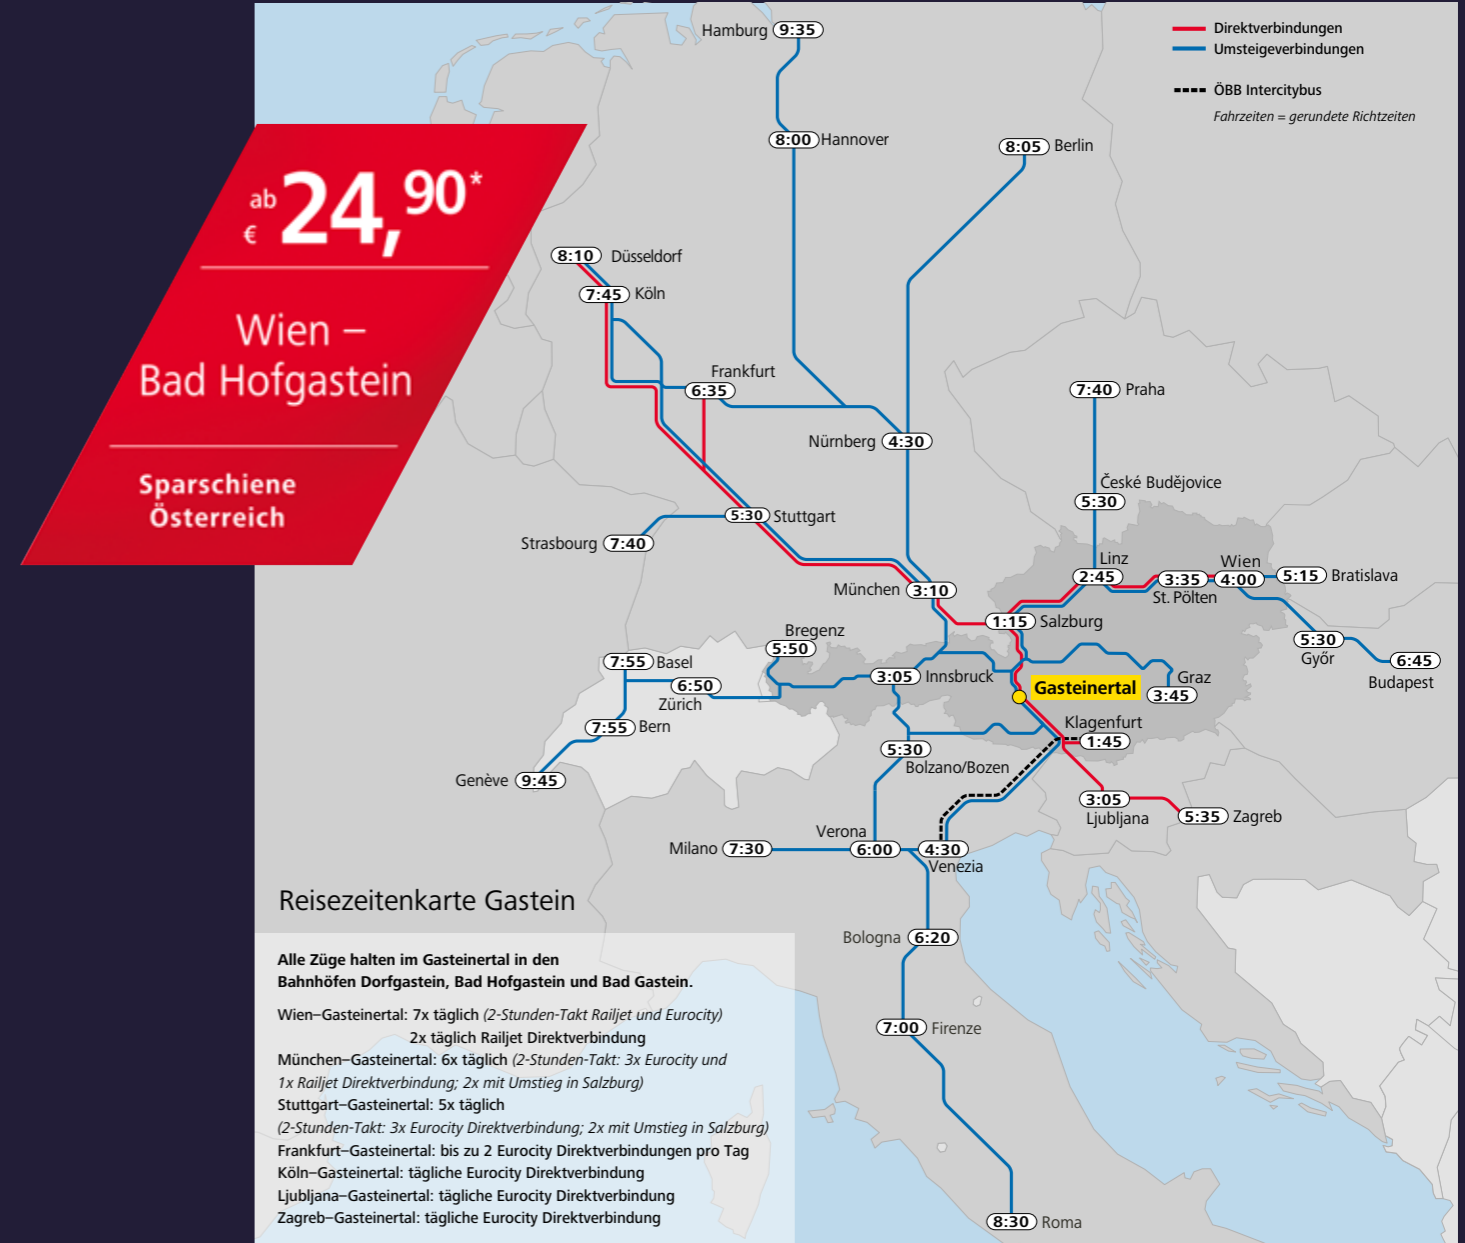 Hamburg 9:35
8:00 Hannover
8:05 Berlin
Direktverbindungen
Umsteigeverbindungen
ÖBB Intercitybus
Fahrzeiten = gerundete Richtzeiten
ab
€ 24,90*
Wien –
Bad Hofgastein
Sparschiene
Österreich
8:10 Düsseldorf
7:45 Köln
Frankfurt
6:35
Nürnberg 4:30
7:40 Praha
České Budějovice
5:30
5:30 Stuttgart
Strasbourg 7:40
München 3:10
Linz
2:45
3:35
St. Pölten
Wien
4:00
5:15 Bratislava
1:15 Salzburg
5:30
Győr
6:45
Budapest
Bregenz
5:50
7:55 Basel
6:50
Zürich
3:05 Innsbruck
Gasteinertal
Graz
3:45
7:55 Bern
Klagenfurt
1:45
5:30
Bolzano/Bozen
Genève 9:45
3:05
Ljubljana
5:35 Zagreb
Milano 7:30
Verona
6:00
4:30
Venezia
Bologna 6:20
7:00 Firenze
8:30 Roma
Reisezeitenkarte Gastein
Alle Züge halten im Gasteinertal in den
Bahnhöfen Dorfgastein, Bad Hofgastein und Bad Gastein.
Wien–Gasteinertal: 7x täglich (2-Stunden-Takt Railjet und Eurocity)
2x täglich Railjet Direktverbindung
München–Gasteinertal: 6x täglich (2-Stunden-Takt: 3x Eurocity und
1x Railjet Direktverbindung; 2x mit Umstieg in Salzburg)
Stuttgart–Gasteinertal: 5x täglich
(2-Stunden-Takt: 3x Eurocity Direktverbindung; 2x mit Umstieg in Salzburg)
Frankfurt–Gasteinertal: bis zu 2 Eurocity Direktverbindungen pro Tag
Köln–Gasteinertal: tägliche Eurocity Direktverbindung
Ljubljana–Gasteinertal: tägliche Eurocity Direktverbindung
Zagreb–Gasteinertal: tägliche Eurocity Direktverbindung